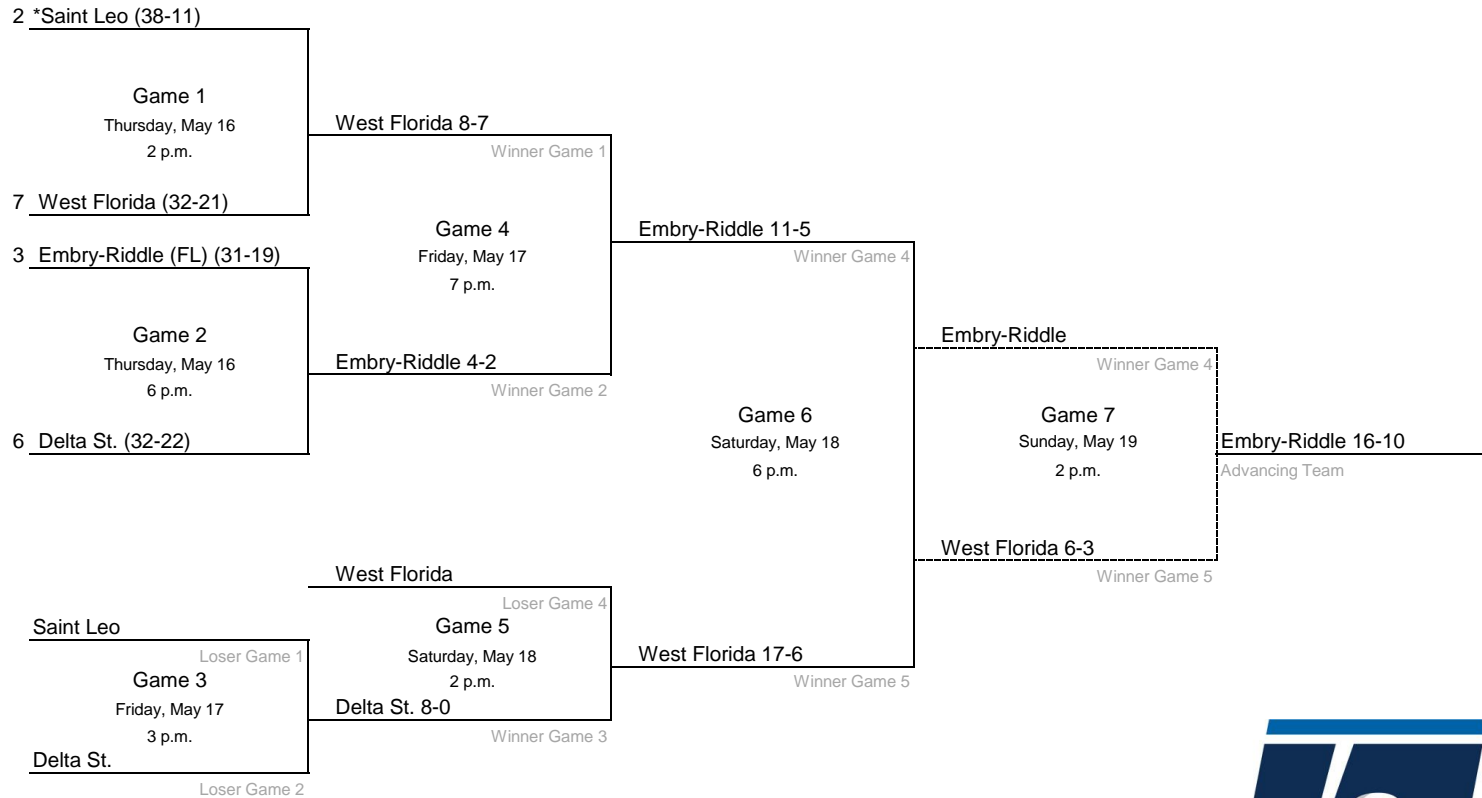 2 *Saint Leo (38-11)
Game 1
Thursday, May 16
2 p.m.
7 West Florida (32-21)
West Florida 8-7
Winner Game 1
3 Embry-Riddle (FL) (31-19)
Game 2
Thursday, May 16
6 p.m.
6 Delta St. (32-22)
Embry-Riddle 4-2
Winner Game 2
Game 4
Friday, May 17
7 p.m.
Embry-Riddle 11-5
Winner Game 4
Game 6
Saturday, May 18
6 p.m.
Embry-Riddle
Winner Game 4
Game 7
Sunday, May 19
2 p.m.
West Florida 6-3
Winner Game 5
Embry-Riddle 16-10
Advancing Team
West Florida
Loser Game 4
Game 5
Saturday, May 18
2 p.m.
West Florida 17-6
Winner Game 5
Saint Leo
Loser Game 1
Game 3
Friday, May 17
3 p.m.
Delta St.
Loser Game 2
Delta St. 8-0
Winner Game 3